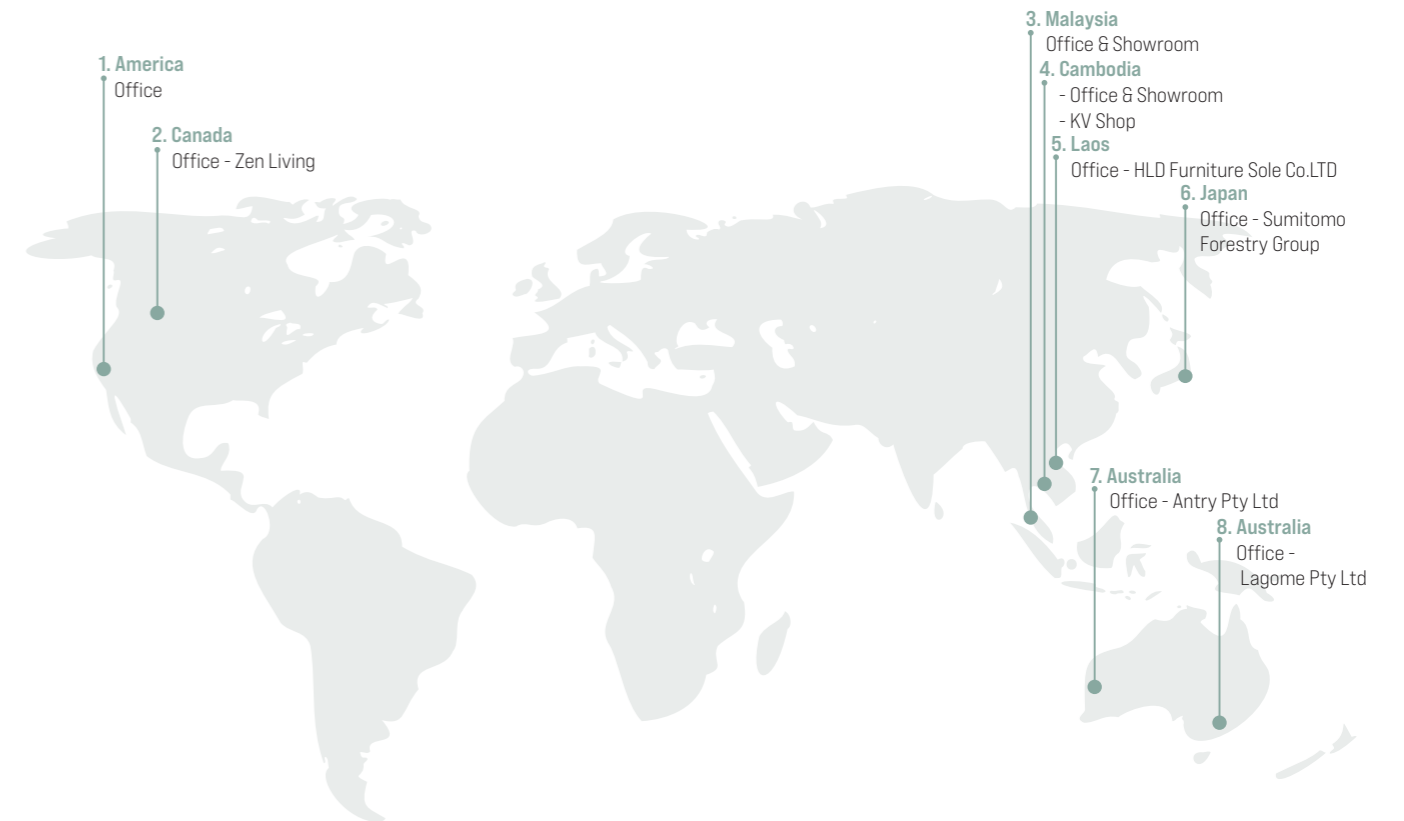 1. America
Office
2. Canada
Office - Zen Living
3. Malaysia
Office & Showroom
4. Cambodia
- Office & Showroom
- KV Shop
5. Laos
Office - HLD Furniture Sole Co.LTD
6. Japan
Office - Sumitomo
Forestry Group
7. Australia
Office - Antry Pty Ltd
8. Australia
Office -
Lagome Pty Ltd